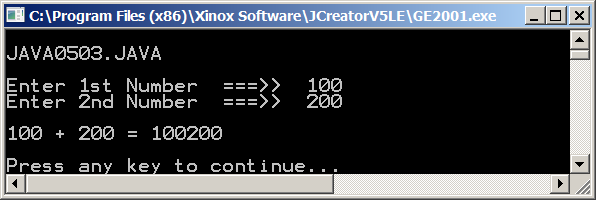 C:\Program Files (x86)\Xinox Software\JCreatorV5LE\GE2001.exe
JAVA0503.JAVA
Enter 1st Number  ===>>  100
Enter 2nd Number  ===>>  200
100 + 200 = 100200
Press any key to continue...